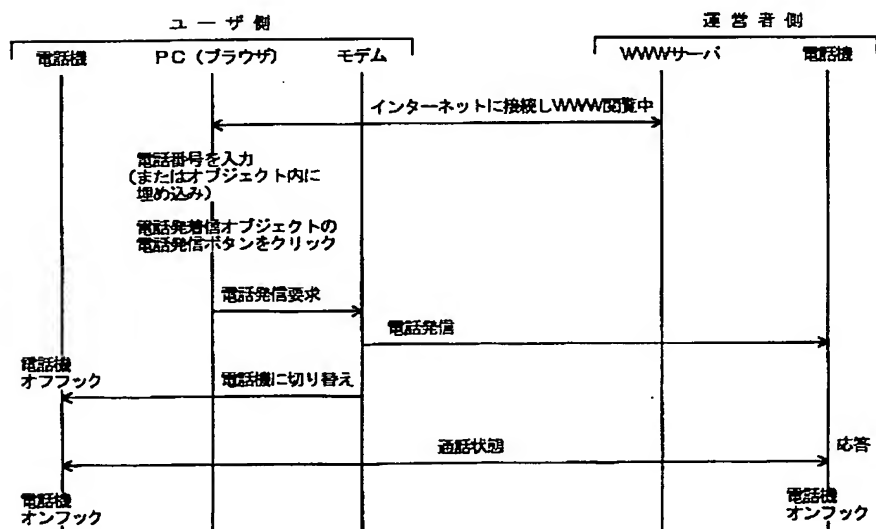 ユーザ側
運営者側
電話機
PC(ブラウザ)
モデム
WWWサーバ
電話機
インターネットに接続しWWW閲覧中
電話番号を入力
(またはオブジェクト内に
埋め込み)
電話発着信オブジェクトの
電話発信ボタンをクリック
電話発信要求
電話発信
電話機
オフフック
電話機に切り替え
通話状態
応答
電話機
オンフック
電話機
オンフック